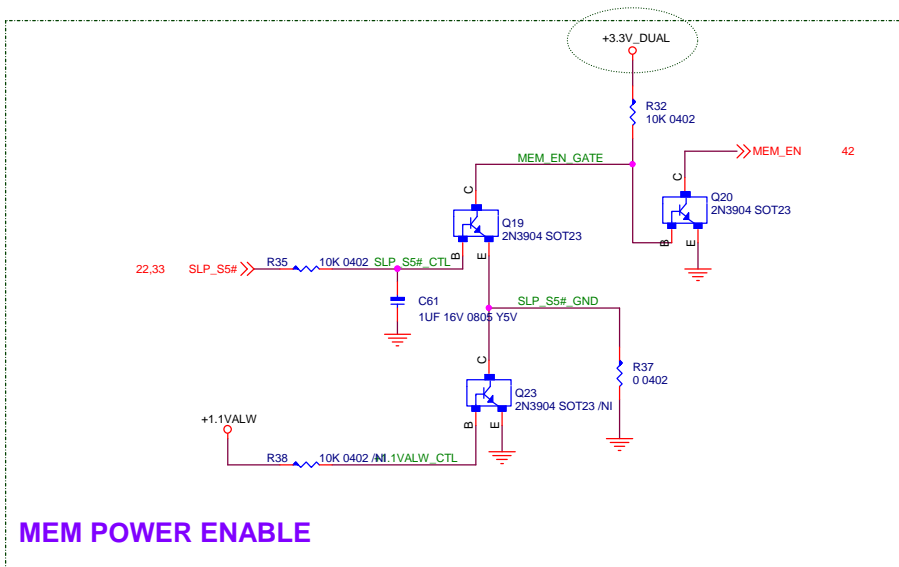 +3.3V_DUAL
R32
10K 0402
MEM_EN_GATE
MEM_EN 42
C
C
Q20
2N3904 SOT23
Q19
2N3904 SOT23
B
E
B
E
22,33 SLP_S5#
R35 10K 0402
SLP_S5#_CTL
C61
1UF 16V 0805 Y5V
SLP_S5#_GND
C
R37
0 0402
Q23
2N3904 SOT23 /NI
B
E
+1.1VALW
R38 10K 0402 /NI
+1.1VALW_CTL
MEM POWER ENABLE